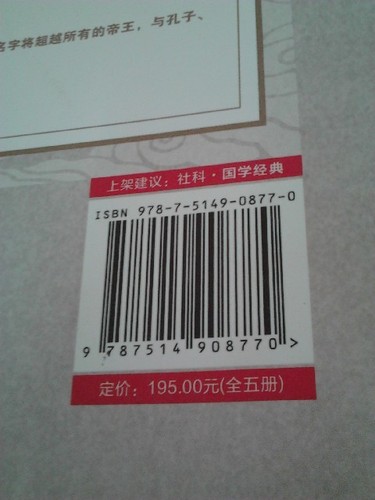 名字将超越所有的帝王，与孔子、
上架建议：社科·国学经典
ISBN 978-7-5149-0877-0
9 787514 908770 >
定价：195.00元(全五册)